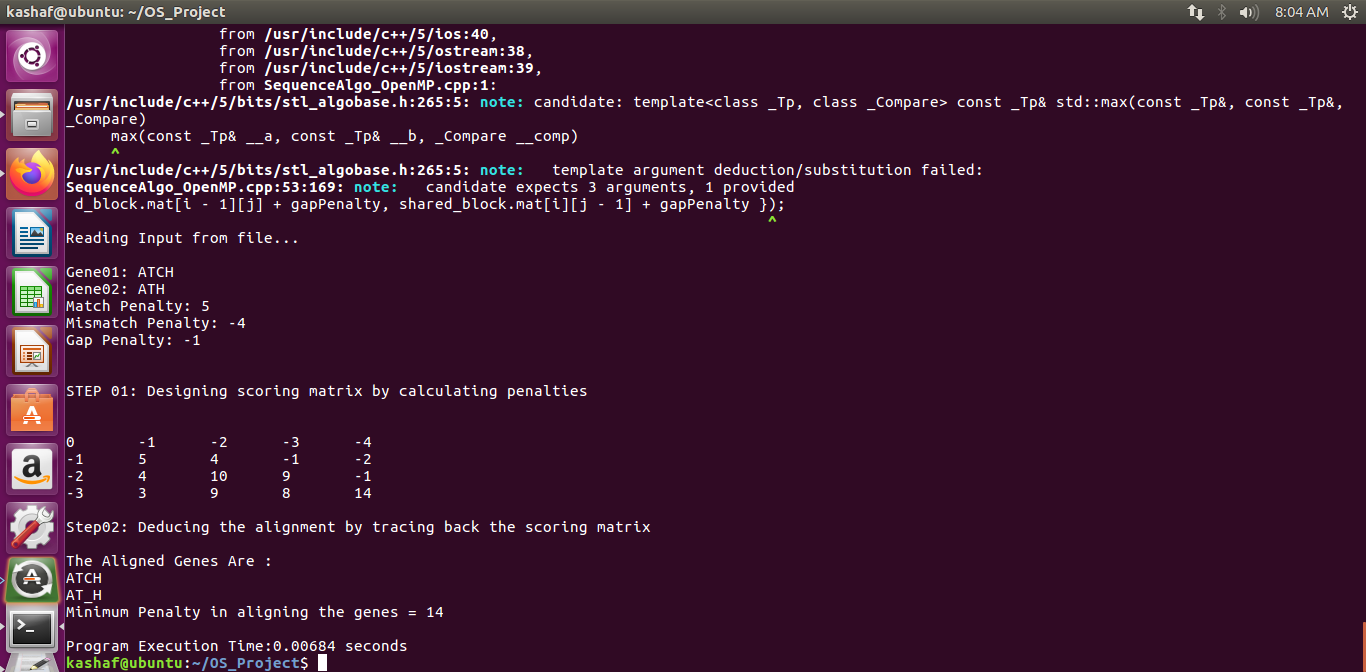 kashaf@ubuntu: ~/OS_Project
8:04 AM
from /usr/include/c++/5/ios:40,
from /usr/include/c++/5/ostream:38,
from /usr/include/c++/5/iostream:39,
from SequenceAlgo_OpenMP.cpp:1:
/usr/include/c++/5/bits/stl_algobase.h:265:5: note: candidate: template<class _Tp, class _Compare> const _Tp& std::max(const _Tp&, const _Tp&,
_Compare)
max(const _Tp& __a, const _Tp& __b, _Compare __comp)
^
/usr/include/c++/5/bits/stl_algobase.h:265:5: note:   template argument deduction/substitution failed:
SequenceAlgo_OpenMP.cpp:53:169: note:   candidate expects 3 arguments, 1 provided
d_block.mat[i - 1][j] + gapPenalty, shared_block.mat[i][j - 1] + gapPenalty });
^
Reading Input from file...
Gene01: ATCH
Gene02: ATH
Match Penalty: 5
Mismatch Penalty: -4
Gap Penalty: -1
STEP 01: Designing scoring matrix by calculating penalties
0 -1 -2 -3 -4
-1 5 4 -1 -2
-2 4 10 9 -1
-3 3 9 8 14
Step02: Deducing the alignment by tracing back the scoring matrix
The Aligned Genes Are :
ATCH
AT_H
Minimum Penalty in aligning the genes = 14
Program Execution Time:0.00684 seconds
kashaf@ubuntu:~/OS_Project$